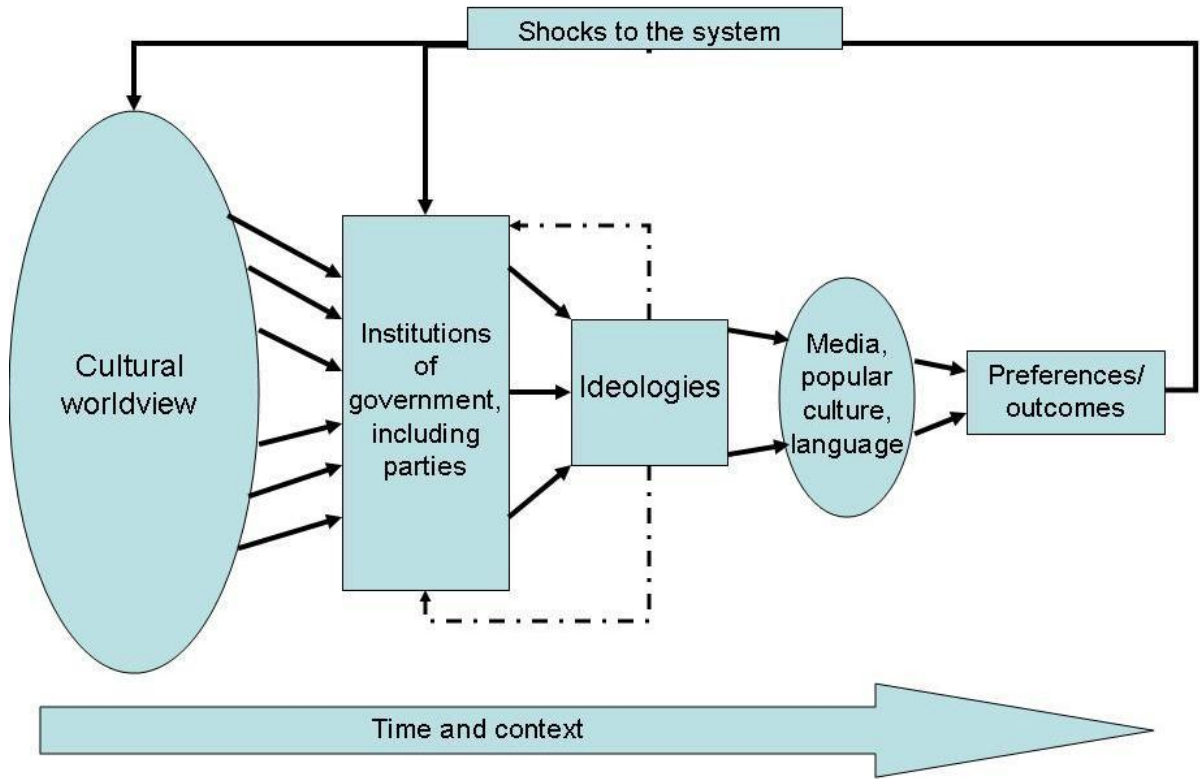 Shocks to the system
Cultural
worldview
Institutions
of
government,
including
parties
Ideologies
Media,
popular
culture,
language
Preferences/
outcomes
Time and context